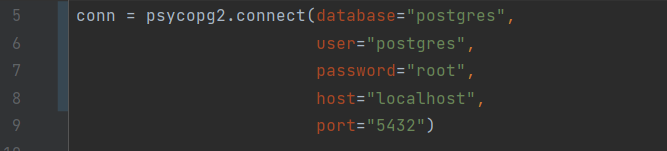 5 conn = psycopg2.connect(database="postgres",
6 user="postgres",
7 password="root",
8 host="localhost",
9 port="5432")